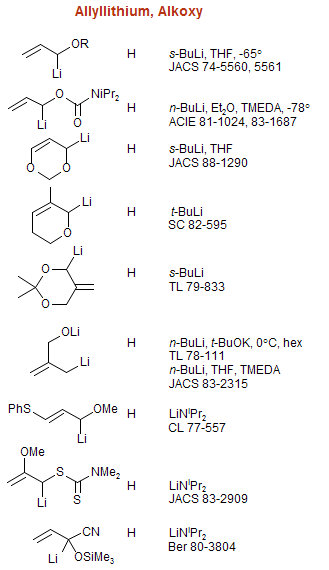 Allyllithium, Alkoxy
OR
Li
H
s-BuLi, THF, -65º
JACS 74-5560, 5561
O
NiPr2
Li
O
H
n-BuLi, Et2O, TMEDA, -78º
ACIE 81-1024, 83-1687
Li
O
O
H
s-BuLi, THF
JACS 88-1290
Li
O
H
t-BuLi
SC 82-595
Li
O
O
H
s-BuLi
TL 79-833
OLi
Li
H
n-BuLi, t-BuOK, 0ºC, hex
TL 78-111
n-BuLi, THF, TMEDA
JACS 83-2315
PhS
OMe
Li
H
LiNiPr2
CL 77-557
OMe
S
NMe2
Li
S
H
LiNiPr2
JACS 83-2909
CN
Li
OSiMe3
H
LiNiPr2
Ber 80-3804